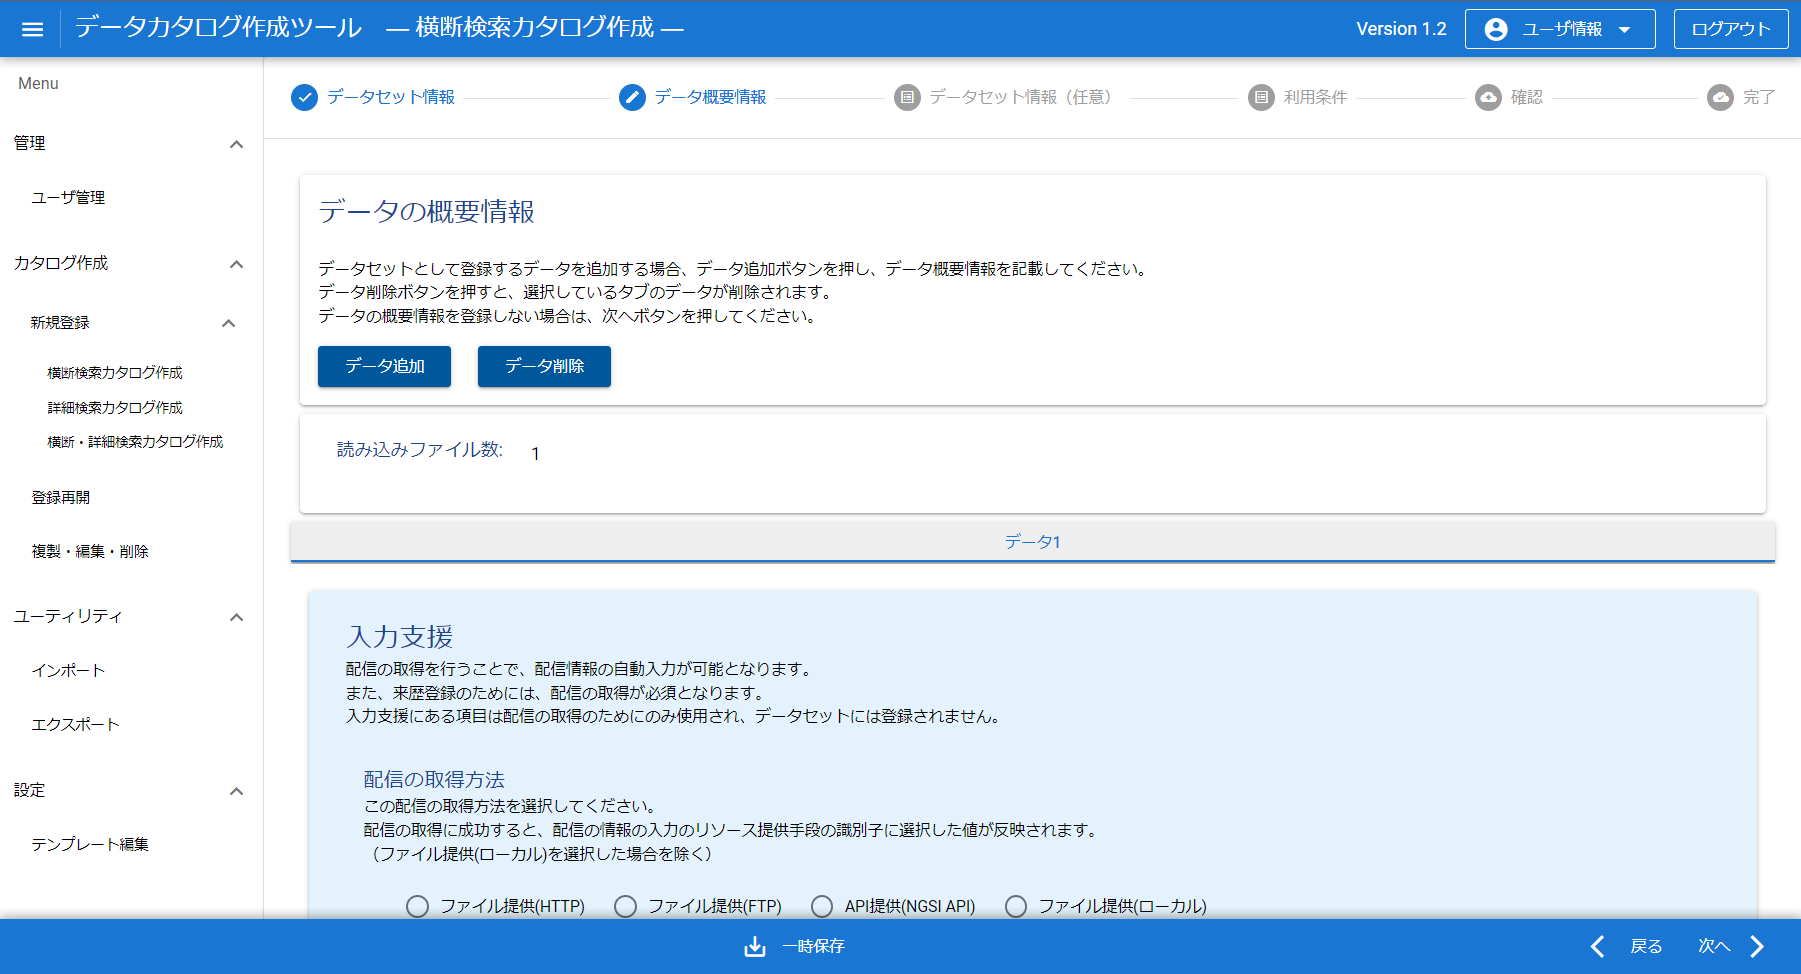 データカタログ作成ツール ― 横断検索カタログ作成 ―
Version 1.2
ユーザ情報
ログアウト
Menu
管理
ユーザ管理
カタログ作成
新規登録
横断検索カタログ作成
詳細検索カタログ作成
横断・詳細検索カタログ作成
登録再開
複製・編集・削除
ユーティリティ
インポート
エクスポート
設定
テンプレート編集
データセット情報
データ概要情報
データセット情報（任意）
利用条件
確認
完了
データの概要情報
データセットとして登録するデータを追加する場合、データ追加ボタンを押し、データ概要情報を記載してください。
データ削除ボタンを押すと、選択しているタブのデータが削除されます。
データの概要情報を登録しない場合は、次へボタンを押してください。
データ追加
データ削除
読み込みファイル数: 1
データ1
入力支援
配信の取得を行うことで、配信情報の自動入力が可能となります。
また、来歴登録のためには、配信の取得が必須となります。
入力支援にある項目は配信の取得のためにのみ使用され、データセットには登録されません。
配信の取得方法
この配信の取得方法を選択してください。
配信の取得に成功すると、配信の情報の入力のリソース提供手段の識別子に選択した値が反映されます。
（ファイル提供(ローカル)を選択した場合を除く）
ファイル提供(HTTP)
ファイル提供(FTP)
API提供(NGSI API)
ファイル提供(ローカル)
一時保存
戻る
次へ